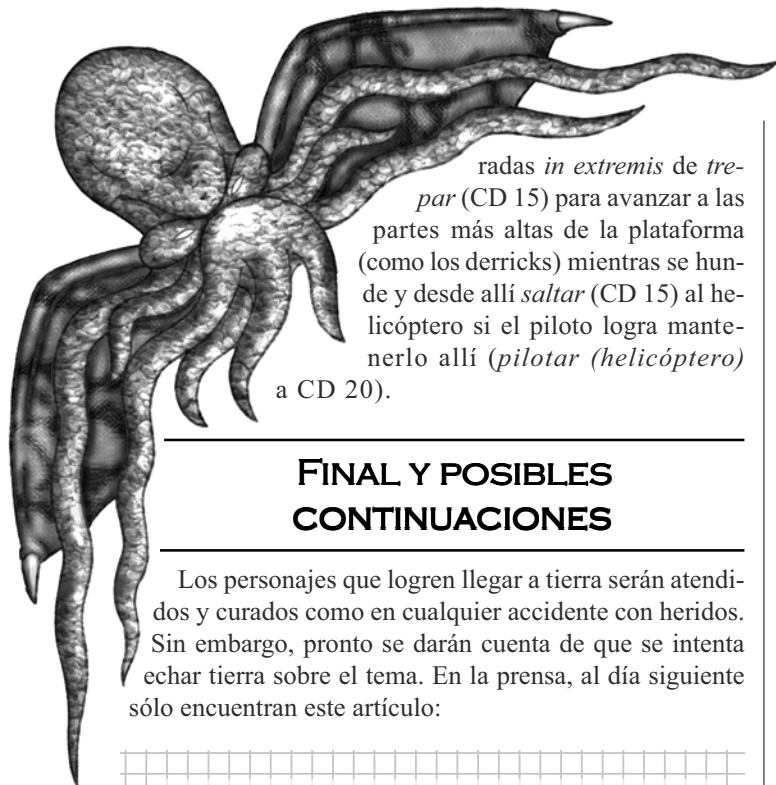 radas in extremis de tre-
par (CD 15) para avanzar a las
partes más altas de la plataforma
(como los derricks) mientras se hun-
de y desde allí saltar (CD 15) al he-
licóptero si el piloto logra mante-
nerlo allí (pilotar (helicóptero)
a CD 20).
FINAL Y POSIBLES
CONTINUACIONES
Los personajes que logren llegar a tierra serán atendi-
dos y curados como en cualquier accidente con heridos.
Sin embargo, pronto se darán cuenta de que se intenta
echar tierra sobre el tema. En la prensa, al día siguiente
sólo encuentran este artículo: